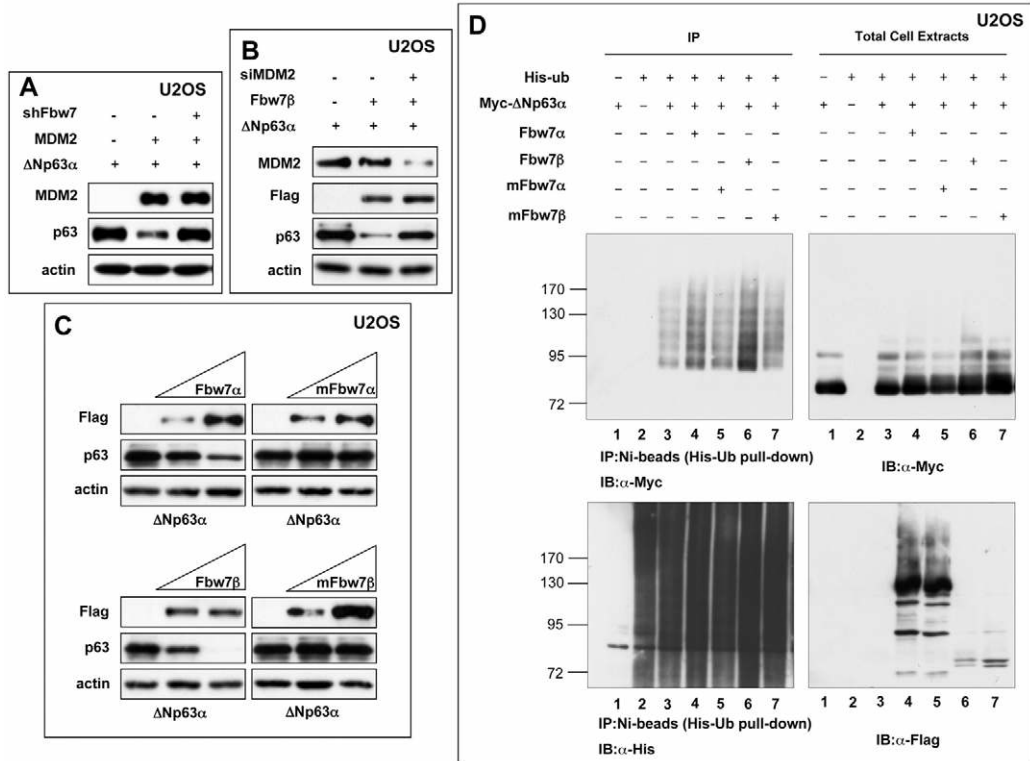 A
U2OS
shFbw7 - - +
MDM2 - + +
ΔNp63α + + +
MDM2
p63
actin
B
U2OS
siMDM2 - - +
Fbw7β - + +
ΔNp63α + + +
MDM2
Flag
p63
actin
C
U2OS
Fbw7α mFbw7α
Flag
p63
actin
ΔNp63α ΔNp63α
Fbw7β mFbw7β
Flag
p63
actin
ΔNp63α ΔNp63α
D
U2OS
IP Total Cell Extracts
His-ub – + + + + + + – + + + + + +
Myc-ΔNp63α + – + + + + + + – + + + + +
Fbw7α – – – + – – – – – – + – – –
Fbw7β – – – – – + – – – – – – + –
mFbw7α – – – – + – – – – – – + – –
mFbw7β – – – – – – + – – – – – – +
170
130
95
72
1 2 3 4 5 6 7 1 2 3 4 5 6 7
IP:Ni-beads (His-Ub pull-down)
IB:α-Myc IB:α-Myc
170
130
95
72
1 2 3 4 5 6 7 1 2 3 4 5 6 7
IP:Ni-beads (His-Ub pull-down)
IB:α-His IB:α-Flag